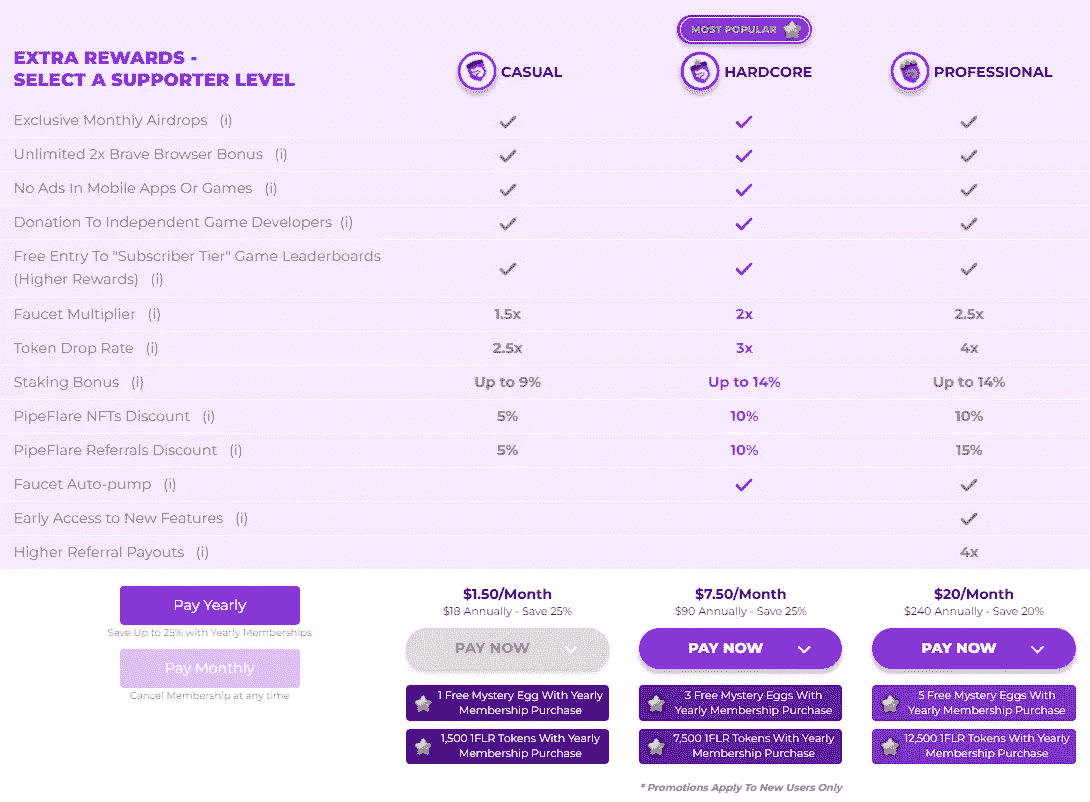 MOST POPULAR
EXTRA REWARDS -
SELECT A SUPPORTER LEVEL
CASUAL
HARDCORE
PROFESSIONAL
Exclusive Monthly Airdrops (i)
Unlimited 2x Brave Browser Bonus (i)
No Ads In Mobile Apps Or Games (i)
Donation To Independent Game Developers (i)
Free Entry To "Subscriber Tier" Game Leaderboards
(Higher Rewards) (i)
Faucet Multiplier (i) 1.5x 2x 2.5x
Token Drop Rate (i) 2.5x 3x 4x
Staking Bonus (i) Up to 9% Up to 14% Up to 14%
PipeFlare NFTs Discount (i) 5% 10% 10%
PipeFlare Referrals Discount (i) 5% 10% 15%
Faucet Auto-pump (i)
Early Access to New Features (i)
Higher Referral Payouts (i) 4x
Pay Yearly
Save Up to 25% with Yearly Memberships
Pay Monthly
Cancel Membership at any time
$1.50/Month
$18 Annually - Save 25%
PAY NOW
1 Free Mystery Egg With Yearly
Membership Purchase
1,500 1FLR Tokens With Yearly
Membership Purchase
$7.50/Month
$90 Annually - Save 25%
PAY NOW
3 Free Mystery Eggs With
Yearly Membership Purchase
7,500 1FLR Tokens With Yearly
Membership Purchase
$20/Month
$240 Annually - Save 20%
PAY NOW
5 Free Mystery Eggs With
Yearly Membership Purchase
12,500 1FLR Tokens With Yearly
Membership Purchase
* Promotions Apply To New Users Only